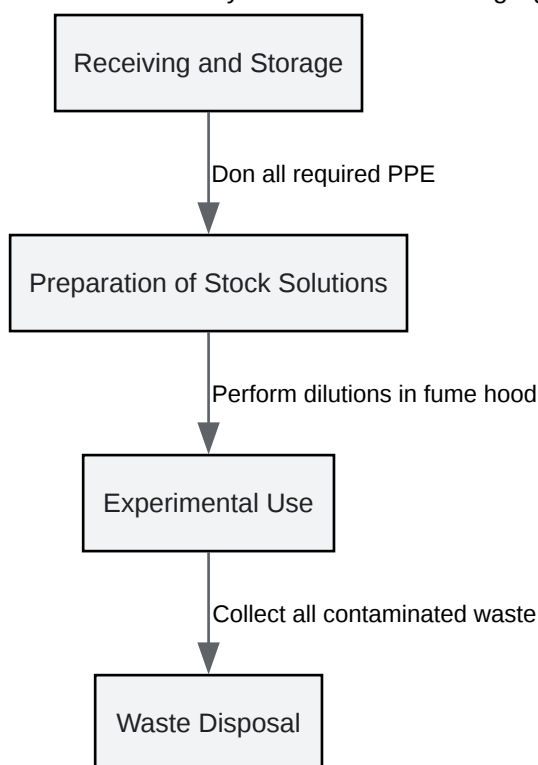 Receiving and Storage
Don all required PPE
Preparation of Stock Solutions
Perform dilutions in fume hood
Experimental Use
Collect all contaminated waste
Waste Disposal